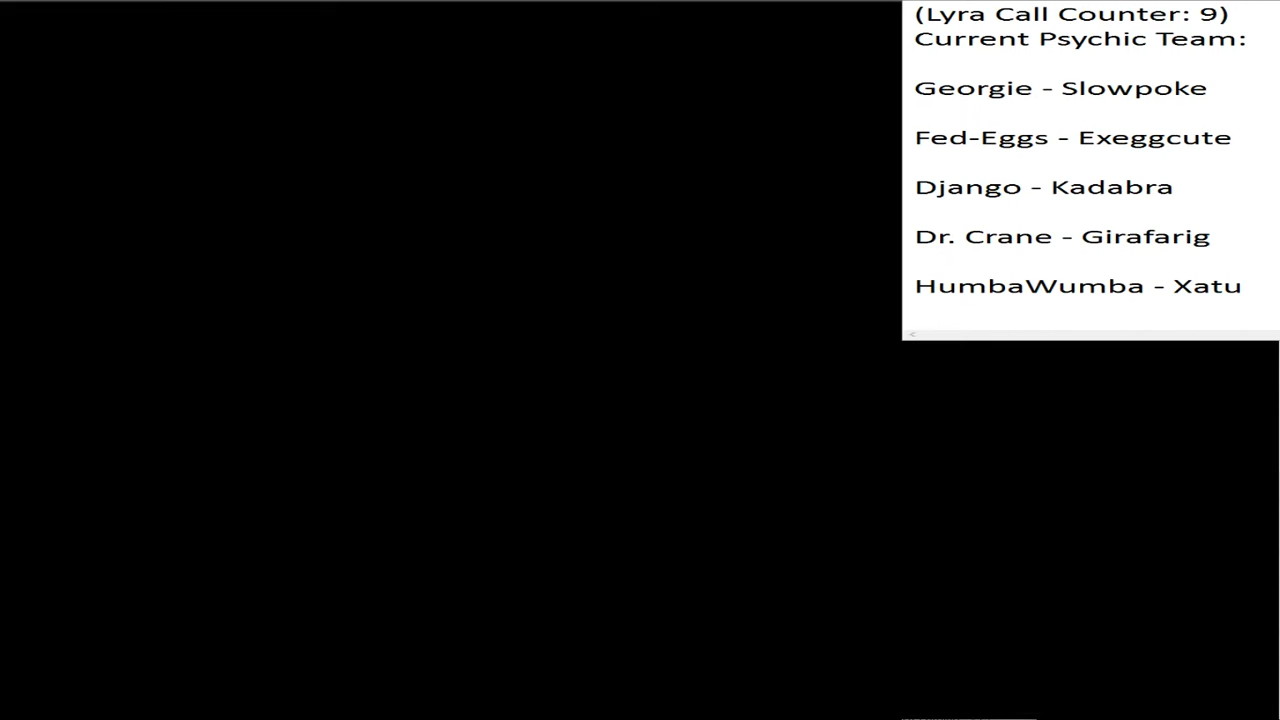 (Lyra Call Counter: 9)
Current Psychic Team:
Georgie - Slowpoke
Fed-Eggs - Exeggcute
Django - Kadabra
Dr. Crane - Girafarig
HumbaWumba - Xatu